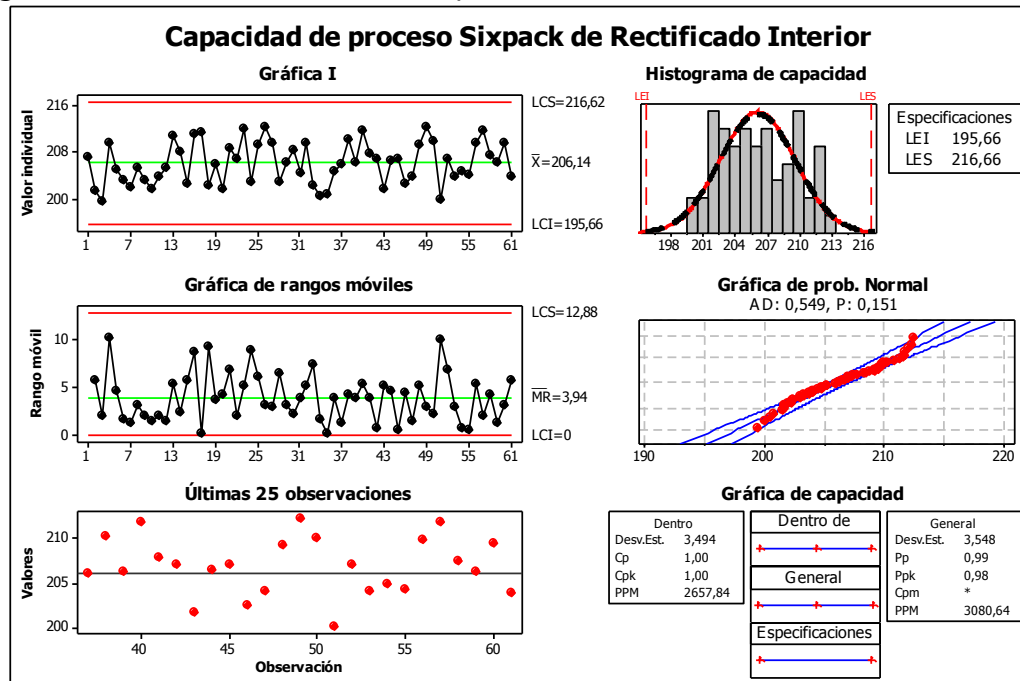 Capacidad de proceso Sixpack de Rectificado Interior
Gráfica I
Valor individual
216
208
200
1 7 13 19 25 31 37 43 49 55 61
LCS=216,62
X=206,14
LCI=195,66
Gráfica de rangos móviles
Rango móvil
10
5
0
1 7 13 19 25 31 37 43 49 55 61
LCS=12,88
MR=3,94
LCI=0
Últimas 25 observaciones
Valores
210
205
200
40 45 50 55 60
Observación
Histograma de capacidad
LEI LES
198 201 204 207 210 213 216
Especificaciones
LEI 195,66
LES 216,66
Gráfica de prob. Normal
AD: 0,549, P: 0,151
190 200 210 220
Gráfica de capacidad
Dentro
Desv.Est. 3,494
Cp 1,00
Cpk 1,00
PPM 2657,84
Dentro de
General
Especificaciones
General
Desv.Est. 3,548
Pp 0,99
Ppk 0,98
Cpm *
PPM 3080,64